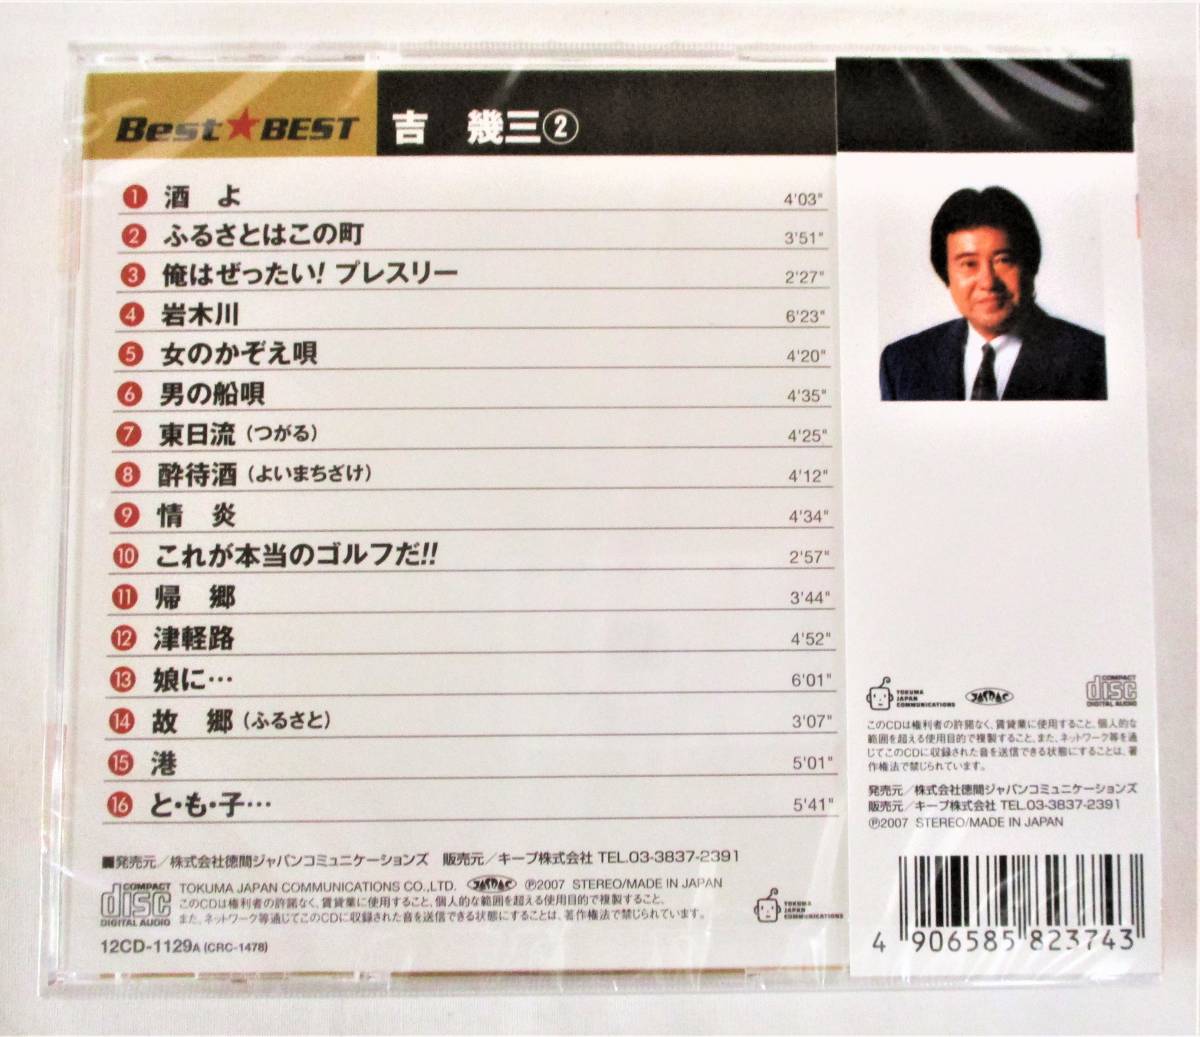 Best★BEST 吉 幾三②
1 酒 よ 4'03"
2 ふるさとはこの町 3'51"
3 俺はぜったい! プレスリー 2'27"
4 岩木川 6'23"
5 女のかぞえ唄 4'20"
6 男の船唄 4'35"
7 東日流(つがる) 4'25"
8 酔待酒(よいまちざけ) 4'12"
9 情 炎 4'34"
10 これが本当のゴルフだ!! 2'57"
11 帰 郷 3'44"
12 津軽路 4'52"
13 娘に… 6'01"
14 故 郷(ふるさと) 3'07"
15 港 5'01"
16 と・も・子… 5'41"
■発売元/株式会社徳間ジャパンコミュニケーションズ 販売元/キープ株式会社 TEL.03-3837-2391
COMPACT disc DIGITAL AUDIO
TOKUMA JAPAN COMMUNICATIONS CO.,LTD. JASRAC ℗2007 STEREO/MADE IN JAPAN
このCDは権利者の許諾なく、賃貸業に使用すること、個人的な範囲を超える使用目的で複製すること、
また、ネットワーク等通じてこのCDに収録された音を送信できる状態にすることは、著作権法で禁じられています。
TOKUMA
JAPAN
COMMUNICATIONS
12CD-1129A (CRC-1478)
TOKUMA
JAPAN
COMMUNICATIONS
JASRAC
COMPACT
disc
DIGITAL AUDIO
このCDは権利者の許諾なく、賃貸業に使用すること、個人的な
範囲を超える使用目的で複製すること、また、ネットワーク等を通
じてこのCDに収録された音を送信できる状態にすることは、著
作権法で禁じられています。
発売元/株式会社徳間ジャパンコミュニケーションズ
販売元/キープ株式会社 TEL.03-3837-2391
℗2007 STEREO/MADE IN JAPAN
4 906585 823743